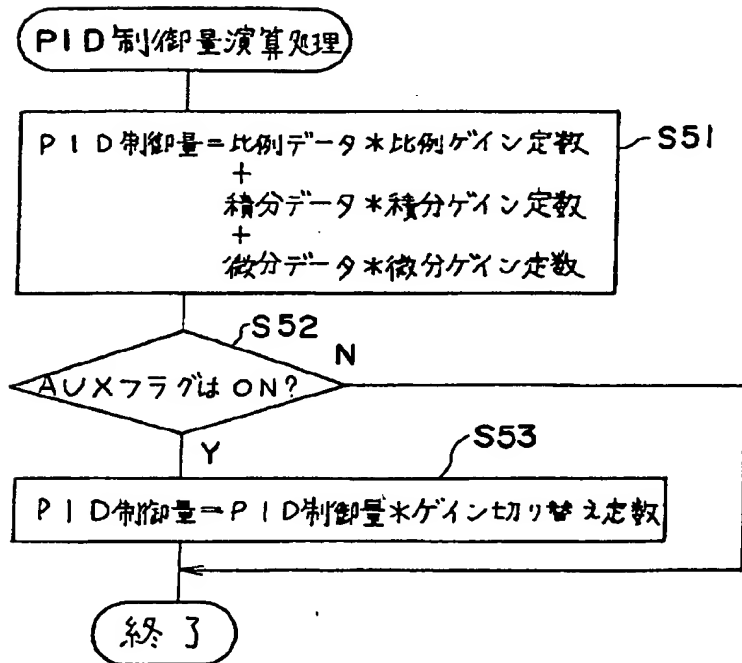 PID制御量演算処理
PID制御量=比例データ*比例ゲイン定数
+
積分データ*積分ゲイン定数
+
微分データ*微分ゲイン定数
S51
S52
AUXフラグは ON?
N
Y
S53
PID制御量=PID制御量*ゲイン切り替え定数
終了